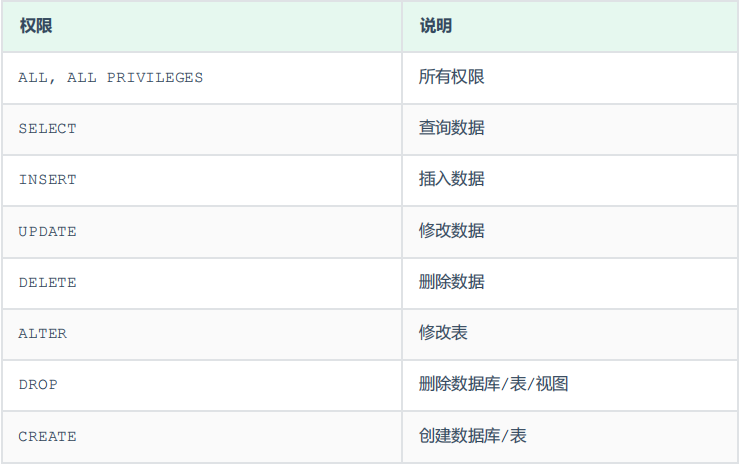 权限 说明
ALL, ALL PRIVILEGES 所有权限
SELECT 查询数据
INSERT 插入数据
UPDATE 修改数据
DELETE 删除数据
ALTER 修改表
DROP 删除数据库/表/视图
CREATE 创建数据库/表